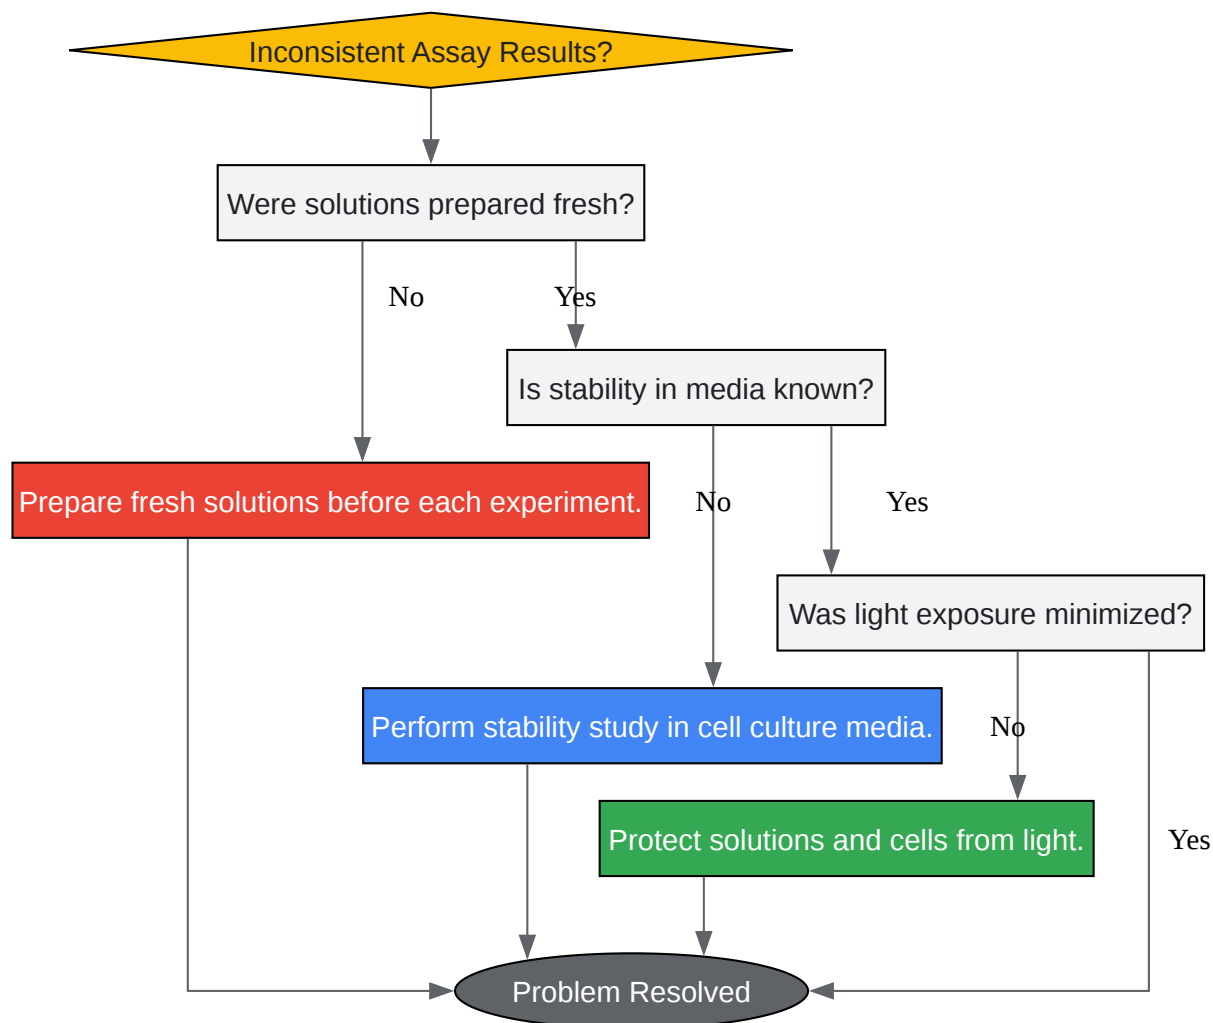 Inconsistent Assay Results?
Were solutions prepared fresh?
No
Yes
Is stability in media known?
Prepare fresh solutions before each experiment.
No
Yes
Was light exposure minimized?
Perform stability study in cell culture media.
No
Protect solutions and cells from light.
Yes
Problem Resolved